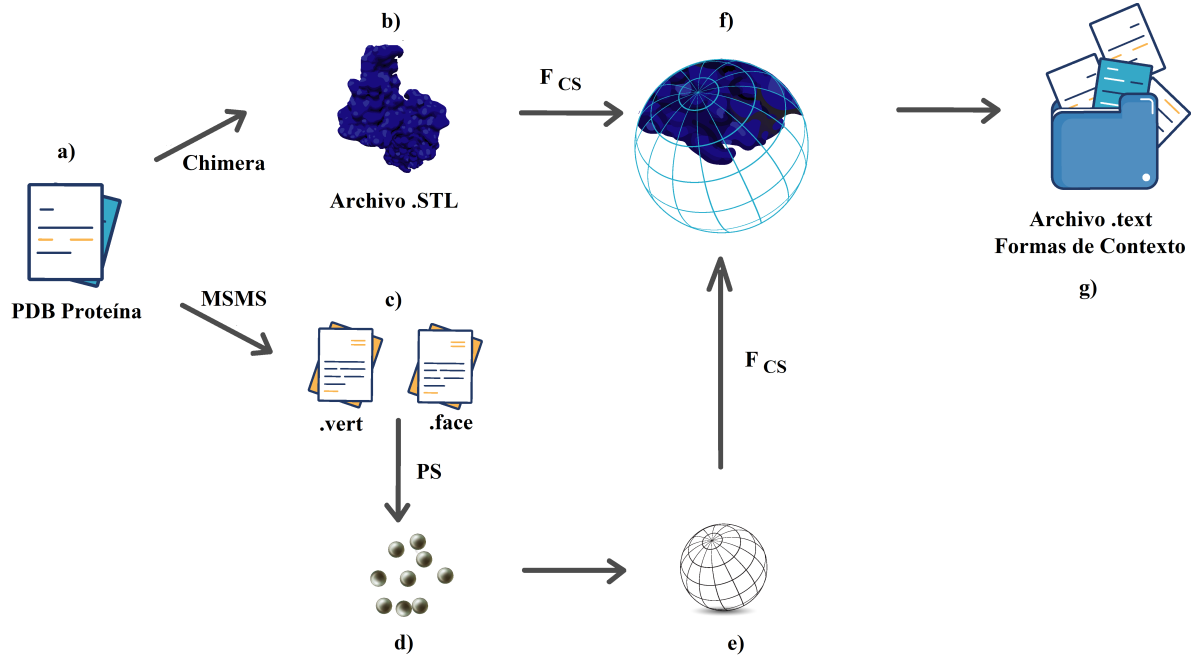 b)
f)
F CS
a)
Chimera
Archivo .STL
PDB Proteína
Archivo .text
Formas de Contexto
g)
MSMS
c)
.vert
.face
F CS
PS
d)
e)